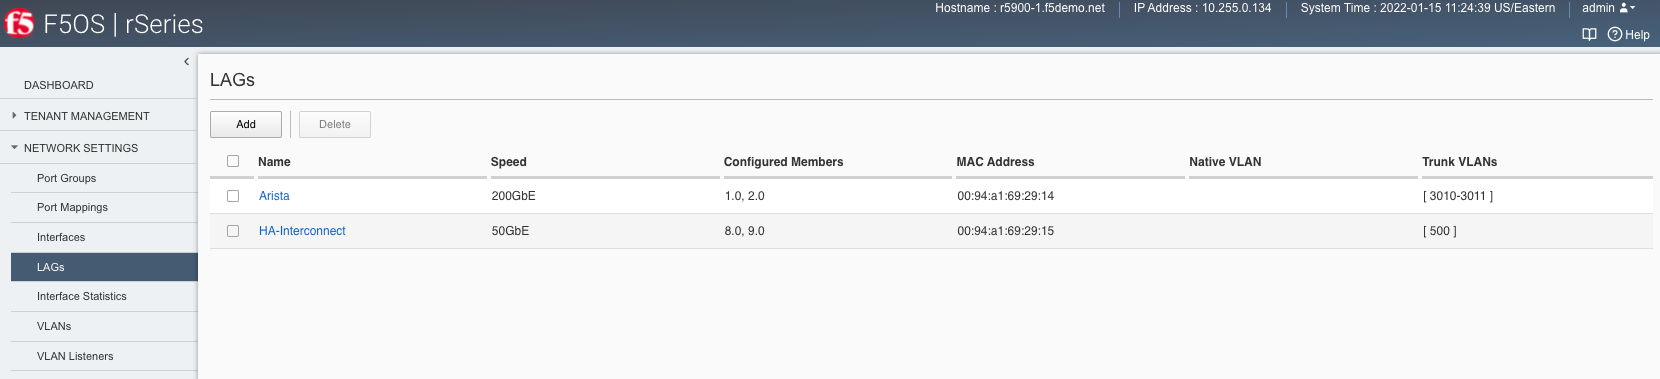 Hostname : r5900-1.f5demo.net IP Address : 10.255.0.134 System Time : 2022-01-15 11:24:39 US/Eastern admin
f5 F5OS | rSeries
Help
DASHBOARD
TENANT MANAGEMENT
NETWORK SETTINGS
Port Groups
Port Mappings
Interfaces
LAGs
Interface Statistics
VLANs
VLAN Listeners
LAGs
Add Delete
Name Speed Configured Members MAC Address Native VLAN Trunk VLANs
Arista 200GbE 1.0, 2.0 00:94:a1:69:29:14 [ 3010-3011 ]
HA-Interconnect 50GbE 8.0, 9.0 00:94:a1:69:29:15 [ 500 ]